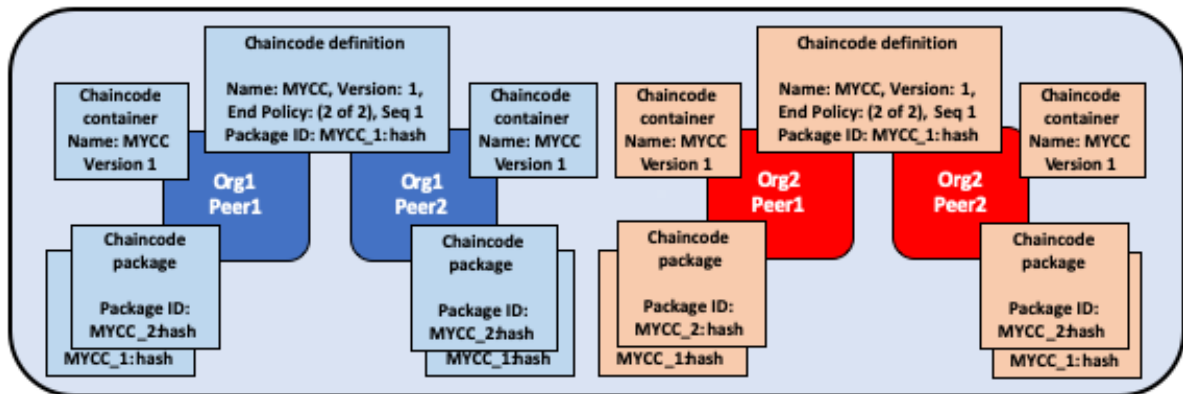 Chaincode definition
Name: MYCC, Version: 1,
End Policy: (2 of 2), Seq 1
Package ID: MYCC_1:hash
Chaincode
container
Name: MYCC
Version 1
Chaincode
container
Name: MYCC
Version 1
Org1
Peer1
Org1
Peer2
Chaincode
package
Package ID:
MYCC_2:hash
MYCC_1:hash
Chaincode
package
Package ID:
MYCC_2:hash
MYCC_1:hash
Chaincode definition
Name: MYCC, Version: 1,
End Policy: (2 of 2), Seq 1
Package ID: MYCC_1:hash
Chaincode
container
Name: MYCC
Version 1
Chaincode
container
Name: MYCC
Version 1
Org2
Peer1
Org2
Peer2
Chaincode
package
Package ID:
MYCC_2:hash
MYCC_1:hash
Chaincode
package
Package ID:
MYCC_2:hash
MYCC_1:hash